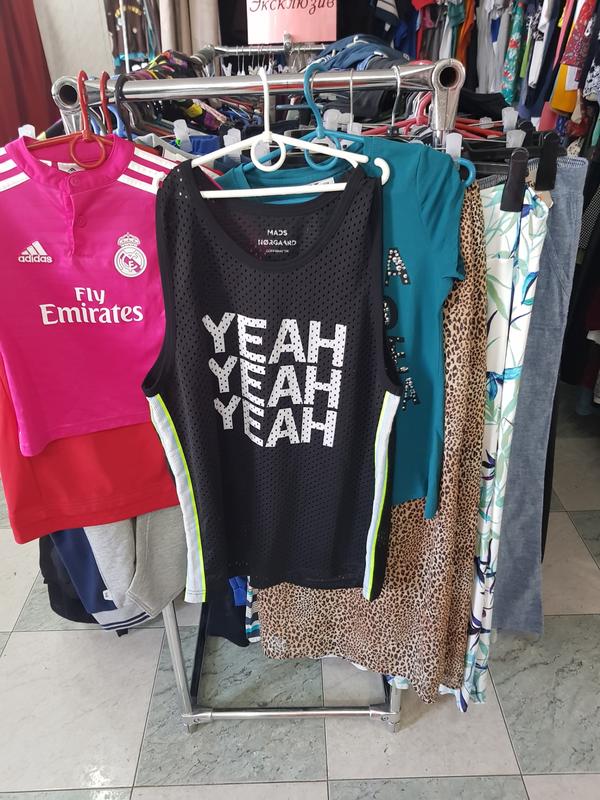 Эксклюзив
adidas
Fly
Emirates
MADS
NØRGAARD
COPENHAGEN
YEAH
YEAH
YEAH